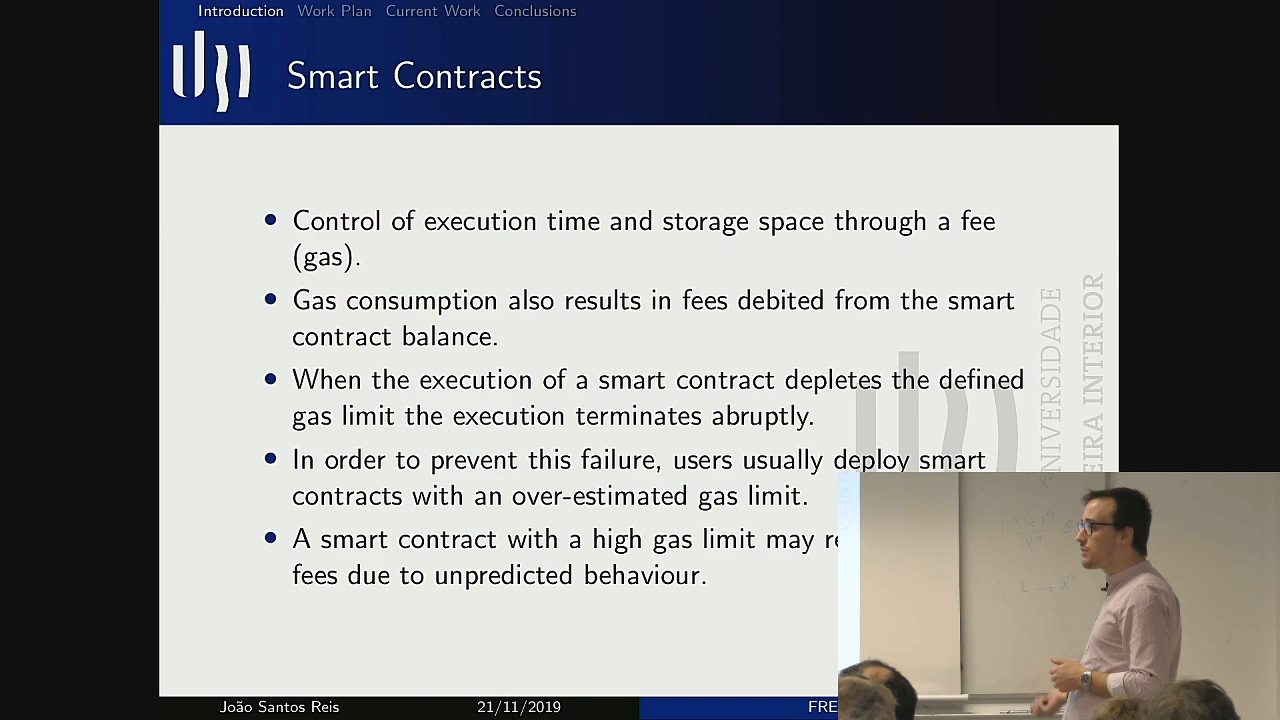 Introduction Work Plan Current Work Conclusions
Smart Contracts
Control of execution time and storage space through a fee
(gas).
Gas consumption also results in fees debited from the smart
contract balance.
When the execution of a smart contract depletes the defined
gas limit the execution terminates abruptly.
In order to prevent this failure, users usually deploy smart
contracts with an over-estimated gas limit.
A smart contract with a high gas limit may
fees due to unpredicted behaviour.
João Santos Reis 21/11/2019 FRE